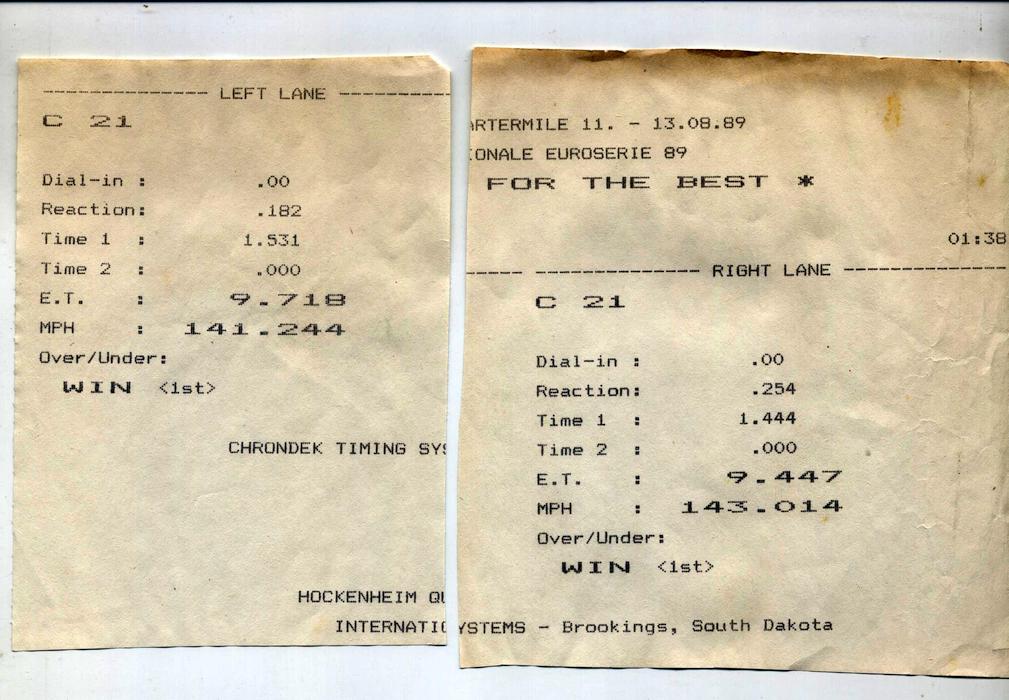 -------------- LEFT LANE ---------
C 21
Dial-in : .00
Reaction: .182
Time 1 : 1.531
Time 2 : .000
E.T. : 9.718
MPH : 141.244
Over/Under:
WIN <1st>
CHRONDEK TIMING SYS
HOCKENHEIM QU
INTERNATIO
ARTERMILE 11. - 13.08.89
IONALE EUROSERIE 89
FOR THE BEST *
01:38
----- -------------- RIGHT LANE --------------
C 21
Dial-in : .00
Reaction: .254
Time 1 : 1.444
Time 2 : .000
E.T. : 9.447
MPH : 143.014
Over/Under:
WIN <1st>
YSTEMS - Brookings, South Dakota